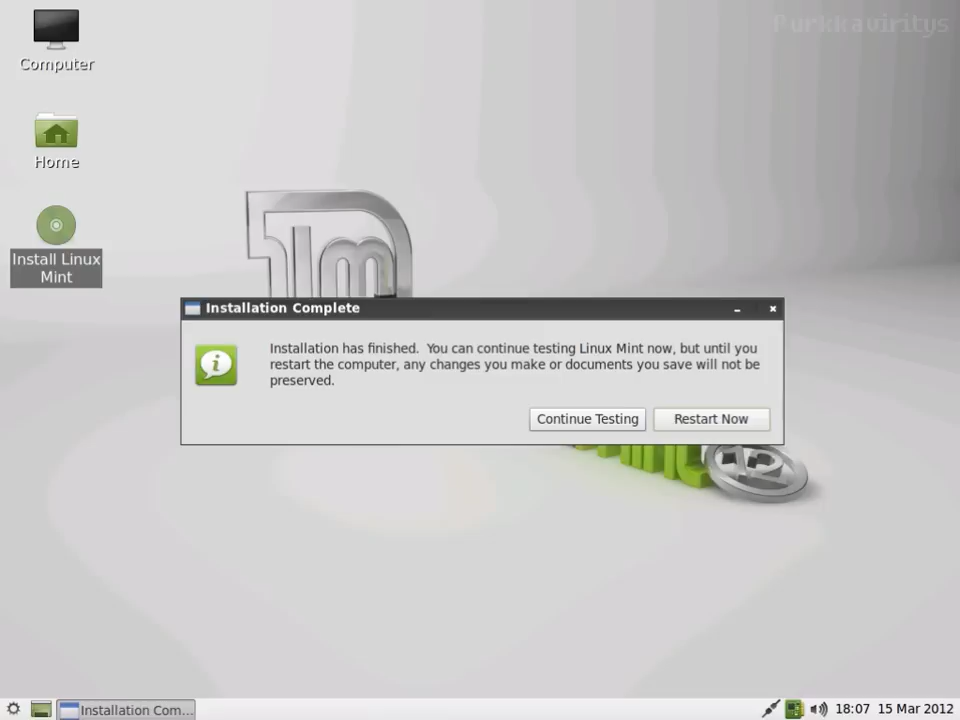 Purkkaviritys
Computer
Home
Install Linux
Mint
Installation Complete
Installation has finished.  You can continue testing Linux Mint now, but until you
restart the computer, any changes you make or documents you save will not be
preserved.
Continue Testing
Restart Now
12
Installation Com...
18:07 15 Mar 2012